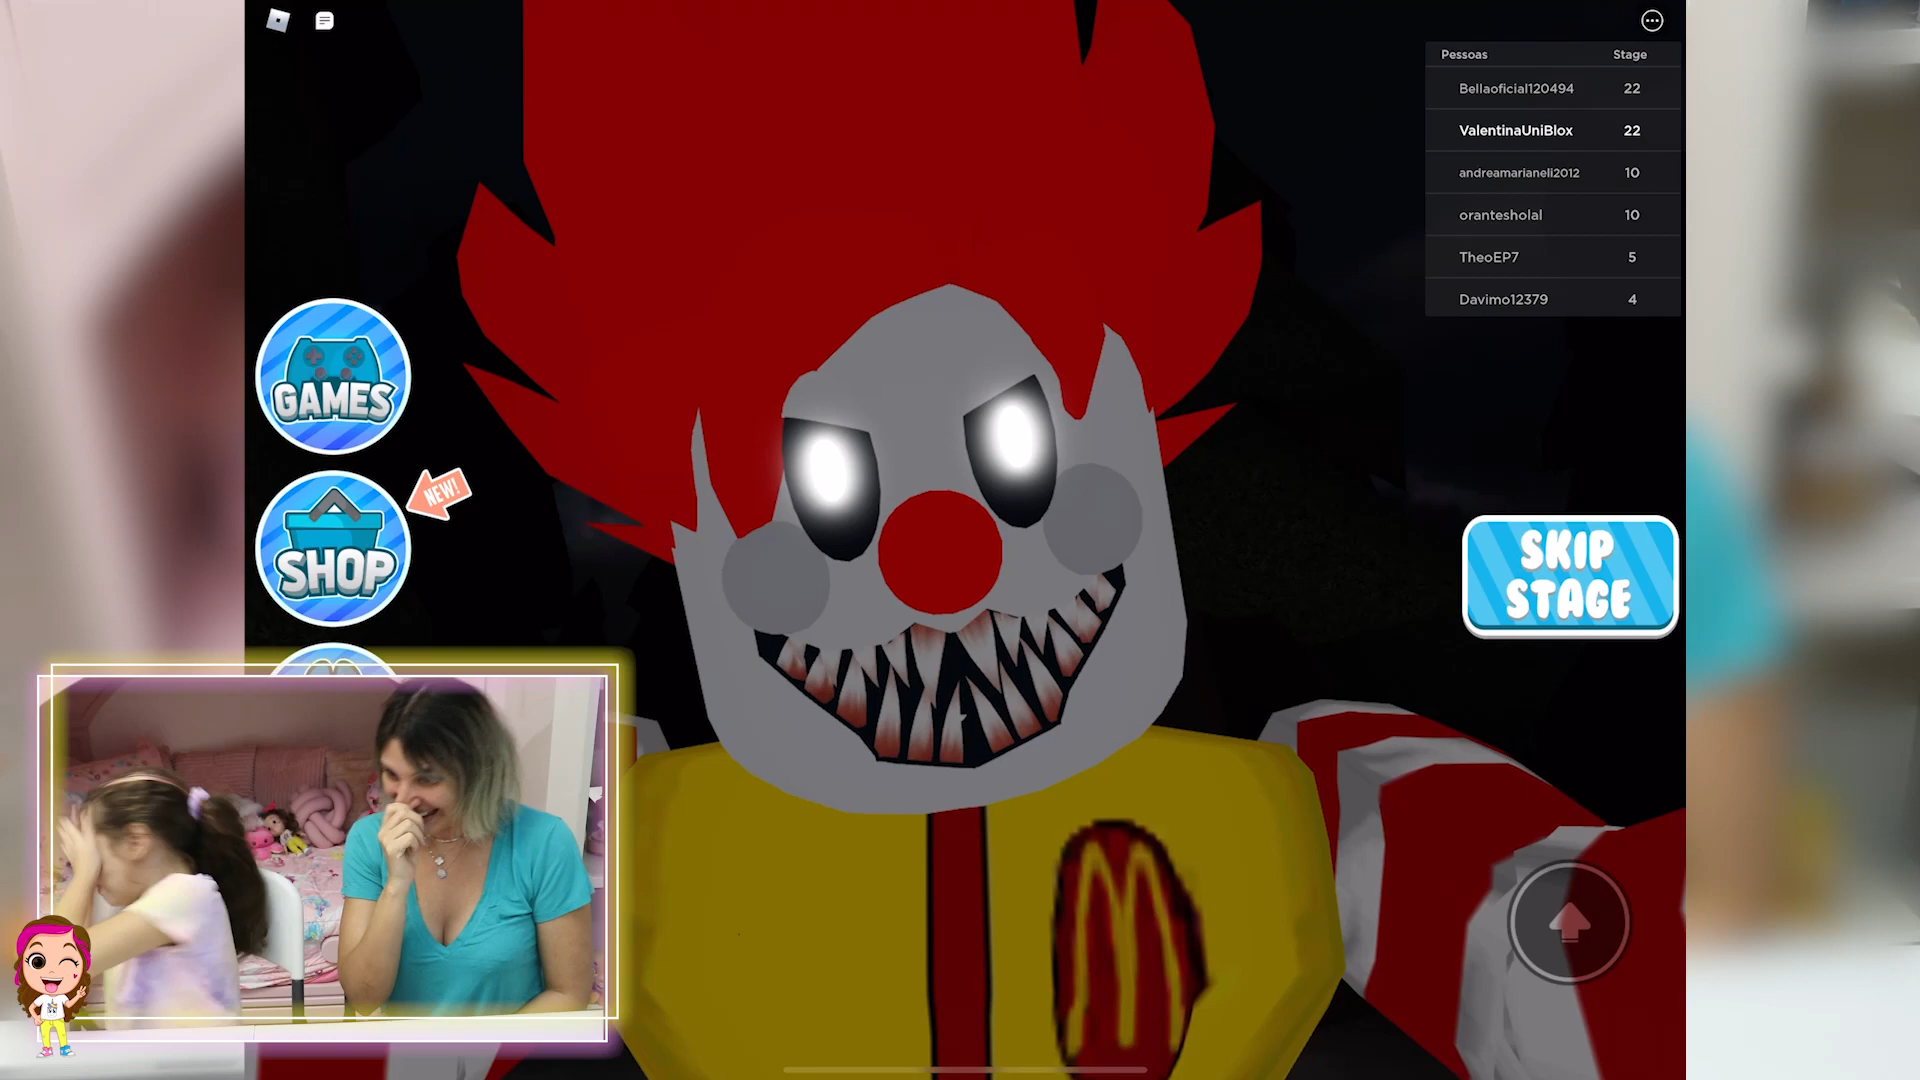 Pessoas Stage
Bellaoficial120494 22
ValentinaUniBlox 22
andreamarianeli2012 10
orantesholal 10
TheoEP7 5
Davimo12379 4
GAMES
NEW!
SHOP
SKIP
STAGE
M